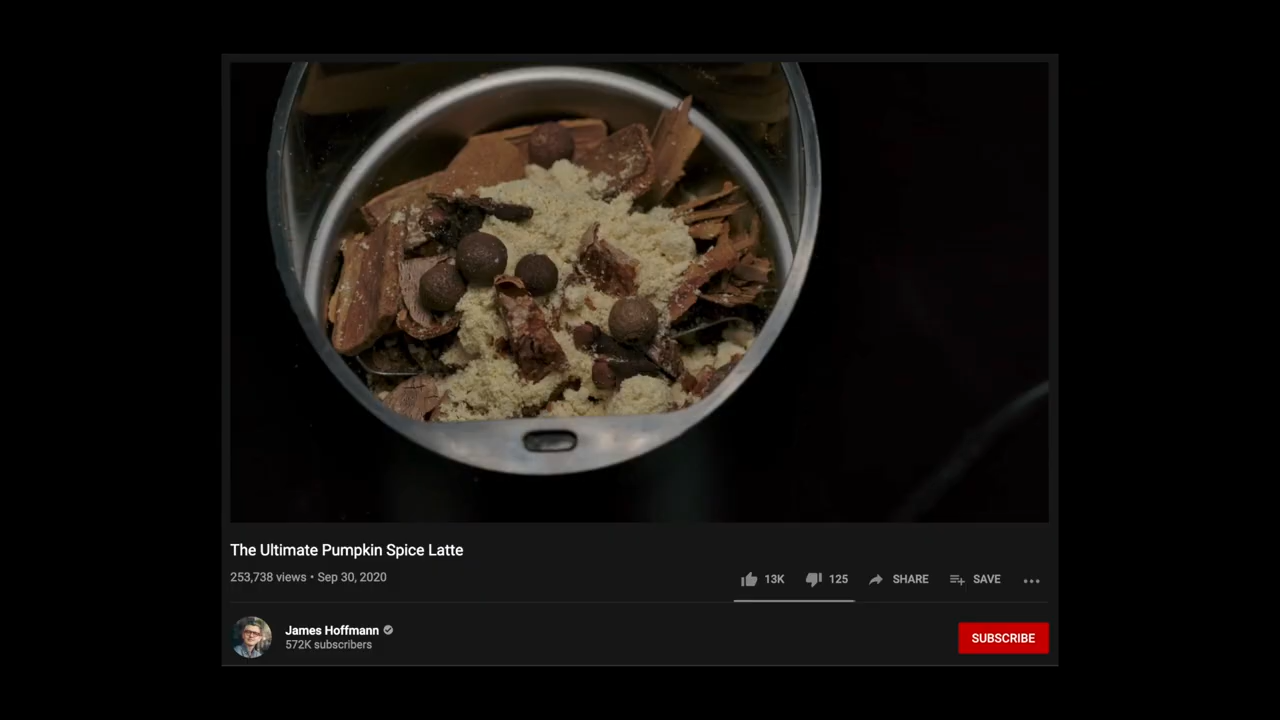 The Ultimate Pumpkin Spice Latte
253,738 views • Sep 30, 2020
13K 125 SHARE SAVE
James Hoffmann
572K subscribers
SUBSCRIBE